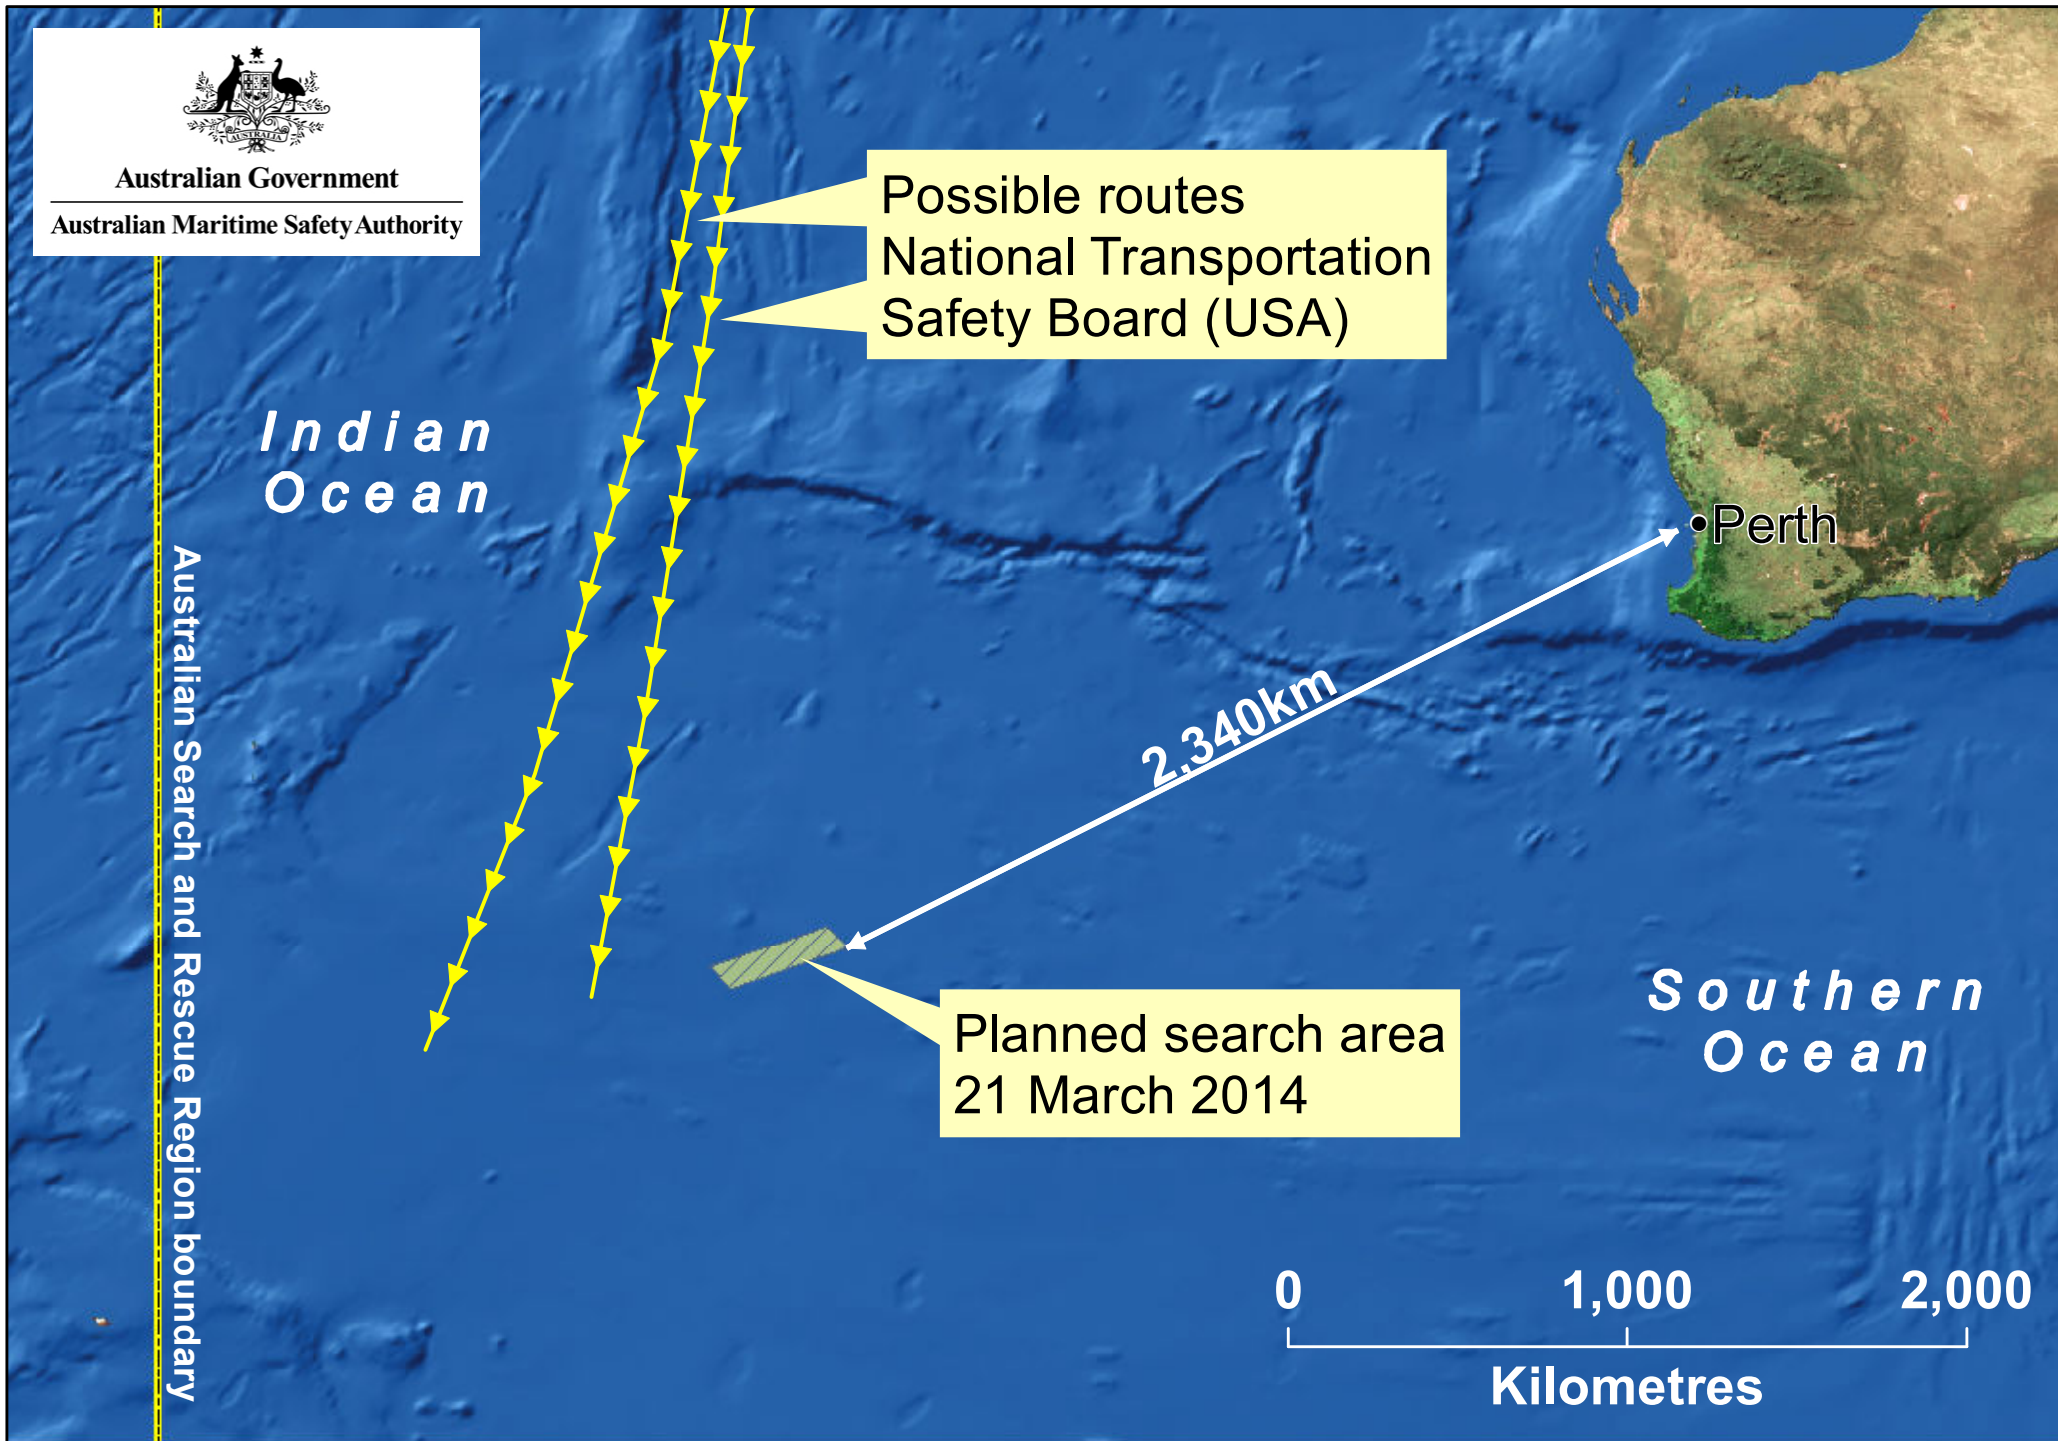 AUSTRALIA
Australian Government
Australian Maritime Safety Authority
Possible routes
National Transportation
Safety Board (USA)
Indian
Ocean
Perth
Australian Search and Rescue Region boundary
2,340km
Planned search area
21 March 2014
Southern
Ocean
0 1,000 2,000
Kilometres